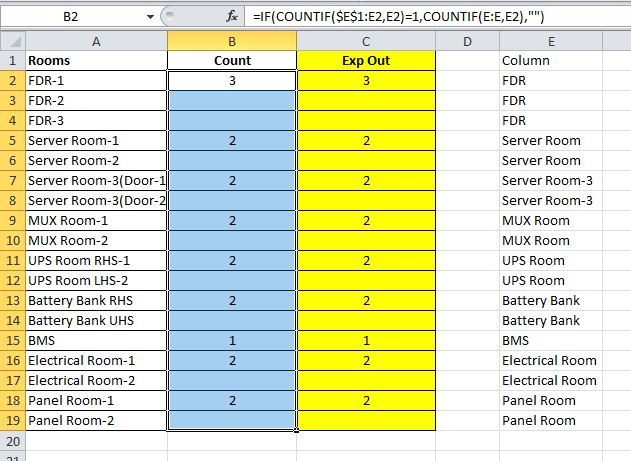 B2 fx =IF(COUNTIF($E$1:E2,E2)=1,COUNTIF(E:E,E2),"")
A B C D E
1 Rooms Count Exp Out Column
2 FDR-1 3 3 FDR
3 FDR-2 FDR
4 FDR-3 FDR
5 Server Room-1 2 2 Server Room
6 Server Room-2 Server Room
7 Server Room-3(Door-1 2 2 Server Room-3
8 Server Room-3(Door-2 Server Room-3
9 MUX Room-1 2 2 MUX Room
10 MUX Room-2 MUX Room
11 UPS Room RHS-1 2 2 UPS Room
12 UPS Room LHS-2 UPS Room
13 Battery Bank RHS 2 2 Battery Bank
14 Battery Bank UHS Battery Bank
15 BMS 1 1 BMS
16 Electrical Room-1 2 2 Electrical Room
17 Electrical Room-2 Electrical Room
18 Panel Room-1 2 2 Panel Room
19 Panel Room-2 Panel Room
20
21